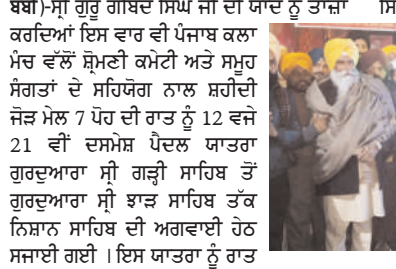 ਬਬੀ)-ਸ੍ਰੀ ਗੁਰੂ ਗੋਬਿੰਦ ਸਿੰਘ ਜੀ ਦੀ ਯਾਦ ਨੂੰ ਤਾਜ਼ਾ
ਕਰਦਿਆਂ ਇਸ ਵਾਰ ਵੀ ਪੰਜਾਬ ਕਲਾ
ਮੰਚ ਵੱਲੋਂ ਸ਼੍ਰੋਮਣੀ ਕਮੇਟੀ ਅਤੇ ਸਮੂਹ
ਸੰਗਤਾਂ ਦੇ ਸਹਿਯੋਗ ਨਾਲ ਸ਼ਹੀਦੀ
ਜੋੜ ਮੇਲ 7 ਪੋਹ ਦੀ ਰਾਤ ਨੂੰ 12 ਵਜੇ
21 ਵੀਂ ਦਸਮੇਸ਼ ਪੈਦਲ ਯਾਤਰਾ
ਗੁਰਦੁਆਰਾ ਸ੍ਰੀ ਗੜ੍ਹੀ ਸਾਹਿਬ ਤੋਂ
ਗੁਰਦੁਆਰਾ ਸ੍ਰੀ ਝਾੜ ਸਾਹਿਬ ਤੱਕ
ਨਿਸ਼ਾਨ ਸਾਹਿਬ ਦੀ ਅਗਵਾਈ ਹੇਠ
ਸਜਾਈ ਗਈ । ਇਸ ਯਾਤਰਾ ਨੂੰ ਰਾਤ
ਸਿ